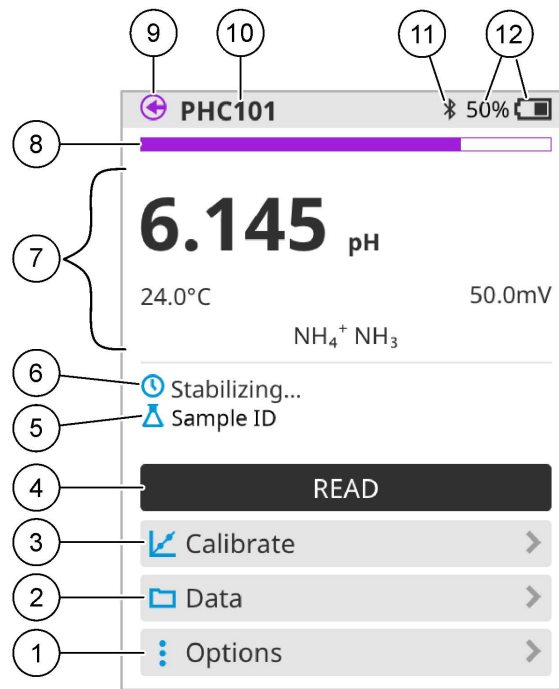 9 10 11 12
PHC101 50%
8
6.145 pH
7
24.0°C 50.0mV
NH₄⁺ NH₃
6 Stabilizing...
5 Sample ID
4 READ
3 Calibrate
2 Data
1 Options